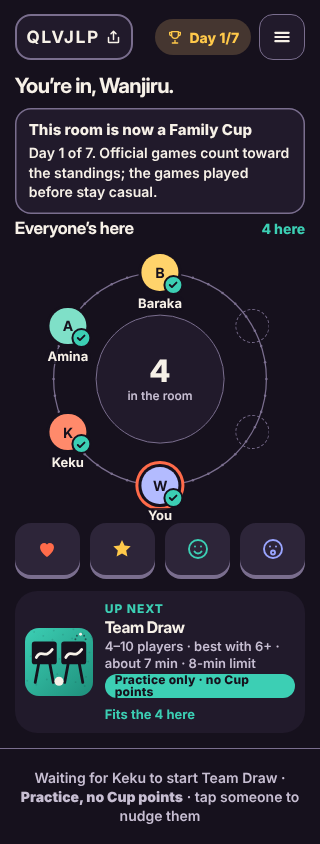 QLVJLP
Day 1/7
You're in, Wanjiru.
This room is now a Family Cup
Day 1 of 7. Official games count toward
the standings; the games played
before stay casual.
Everyone's here
4 here
B
Baraka
A
Amina
4
in the room
K
Keku
W
You
UP NEXT
Team Draw
4–10 players · best with 6+ ·
about 7 min · 8-min limit
Practice only · no Cup
points
Fits the 4 here
Waiting for Keku to start Team Draw ·
Practice, no Cup points · tap someone to
nudge them